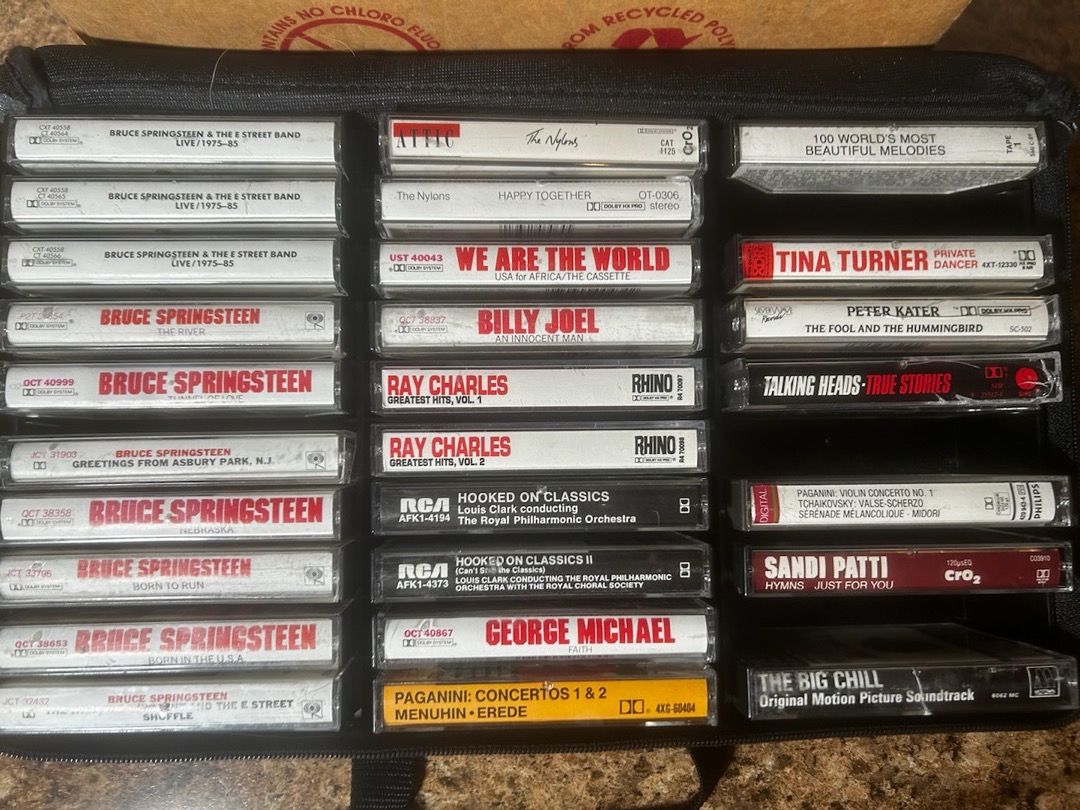 NTAINS NO CHLORO FLUO
OM RECYCLED POLY
CXT 40558
CT 40564
DOLBY SYSTEM
BRUCE SPRINGSTEEN & THE E STREET BAND
LIVE/1975–85
CXT 40558
CT 40565
DOLBY SYSTEM
BRUCE SPRINGSTEEN & THE E STREET BAND
LIVE/1975–85
CXT 40558
CT 40566
DOLBY SYSTEM
BRUCE SPRINGSTEEN & THE E STREET BAND
LIVE/1975–85
DOLBY SYSTEM
BRUCE SPRINGSTEEN
THE RIVER
OCT 40999
DOLBY SYSTEM
BRUCE SPRINGSTEEN
TUNNEL OF LOVE
JCT 31903
BRUCE SPRINGSTEEN
GREETINGS FROM ASBURY PARK, N.J.
QCT 38358
DOLBY SYSTEM
BRUCE SPRINGSTEEN
NEBRASKA
JCT 33795
BRUCE SPRINGSTEEN
BORN TO RUN
QCT 38653
DOLBY SYSTEM
BRUCE SPRINGSTEEN
BORN IN THE U.S.A.
JCT 32432
BRUCE SPRINGSTEEN
AND THE E STREET
SHUFFLE
ATTIC
The Nylons
CAT
1125
CrO2
The Nylons HAPPY TOGETHER OT-0306
DOLBY HX PRO stereo
UST 40043
DOLBY SYSTEM
WE ARE THE WORLD
USA for AFRICA/THE CASSETTE
QCT 38837
DOLBY SYSTEM
BILLY JOEL
AN INNOCENT MAN
RAY CHARLES
GREATEST HITS, VOL. 1
RHINO
R4 70097
RAY CHARLES
GREATEST HITS, VOL. 2
RHINO
R4 70098
RCA
AFK1-4194
HOOKED ON CLASSICS
Louis Clark conducting
The Royal Philharmonic Orchestra
RCA
AFK1-4373
HOOKED ON CLASSICS II
(Can't Stop the Classics)
LOUIS CLARK CONDUCTING THE ROYAL PHILHARMONIC
ORCHESTRA WITH THE ROYAL CHORAL SOCIETY
OCT 40867
DOLBY SYSTEM
GEORGE MICHAEL
FAITH
PAGANINI: CONCERTOS 1 & 2
MENUHIN • EREDE
4XG-60404
100 WORLD'S MOST
BEAUTIFUL MELODIES
TAPE
1
TINA TURNER
PRIVATE
DANCER
4XT-12330
HX PRO
PETER KATER
THE FOOL AND THE HUMMINGBIRD
DOLBY HX PRO
SC-502
TALKING HEADS • TRUE STORIES
SIRE
DIGITAL
PAGANINI: VIOLIN CONCERTO NO. 1
TCHAIKOVSKY: VALSE-SCHERZO
SÉRÉNADE MÉLANCOLIQUE · MIDORI
PHILIPS
SANDI PATTI
HYMNS JUST FOR YOU
120µsEQ
CrO2
CO3910
THE BIG CHILL
Original Motion Picture Soundtrack
6062 MC